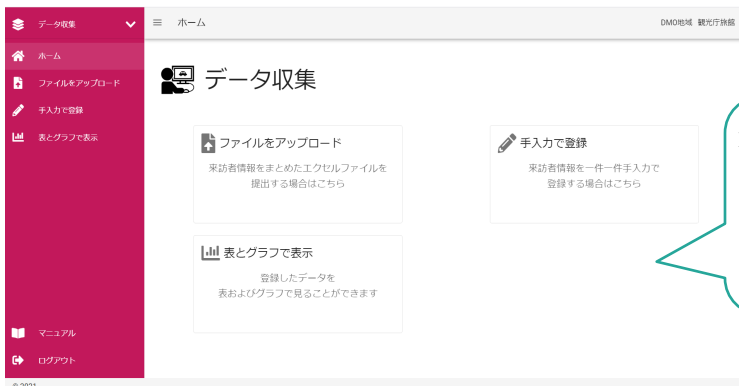 データ収集
ホーム
DMO地域 観光庁旅館
ホーム
ファイルをアップロード
手入力で登録
表とグラフで表示
データ収集
ファイルをアップロード
来訪者情報をまとめたエクセルファイルを
提出する場合はこちら
手入力で登録
来訪者情報を一件一件手入力で
登録する場合はこちら
表とグラフで表示
登録したデータを
表およびグラフで見ることができます
マニュアル
ログアウト
© 2021